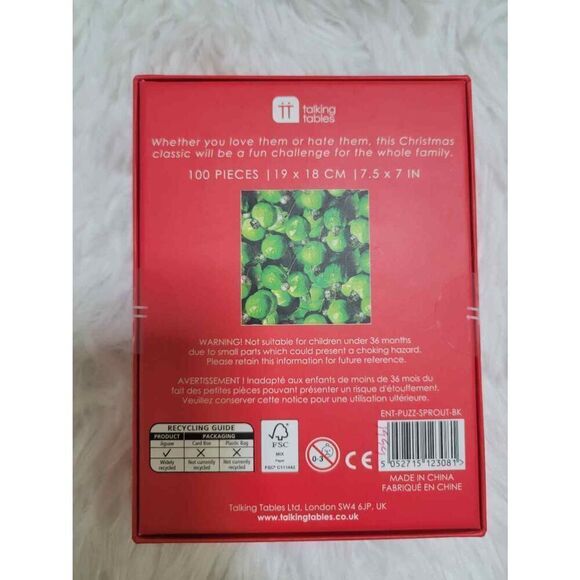 talking
tables
Whether you love them or hate them, this Christmas
classic will be a fun challenge for the whole family.
100 PIECES | 19 x 18 CM | 7.5 x 7 IN
WARNING! Not suitable for children under 36 months
due to small parts which could present a choking hazard.
Please retain this information for future reference.
AVERTISSEMENT ! Inadapté aux enfants de moins de 36 mois du
fait des petites pièces pouvant présenter un risque d'étouffement.
Veuillez conserver cette notice pour une utilisation ultérieure.
ENT-PUZZ-SPROUT-BK
RECYCLING GUIDE
PRODUCT PACKAGING
Jigsaw Card Box Plastic Bag
Widely recycled Not currently recycled Not currently recycled
FSC
MIX
Paper
0-3
CE
5 052715 123081
MADE IN CHINA
FABRIQUÉ EN CHINE
Talking Tables Ltd, London SW4 6JP, UK
www.talkingtables.co.uk